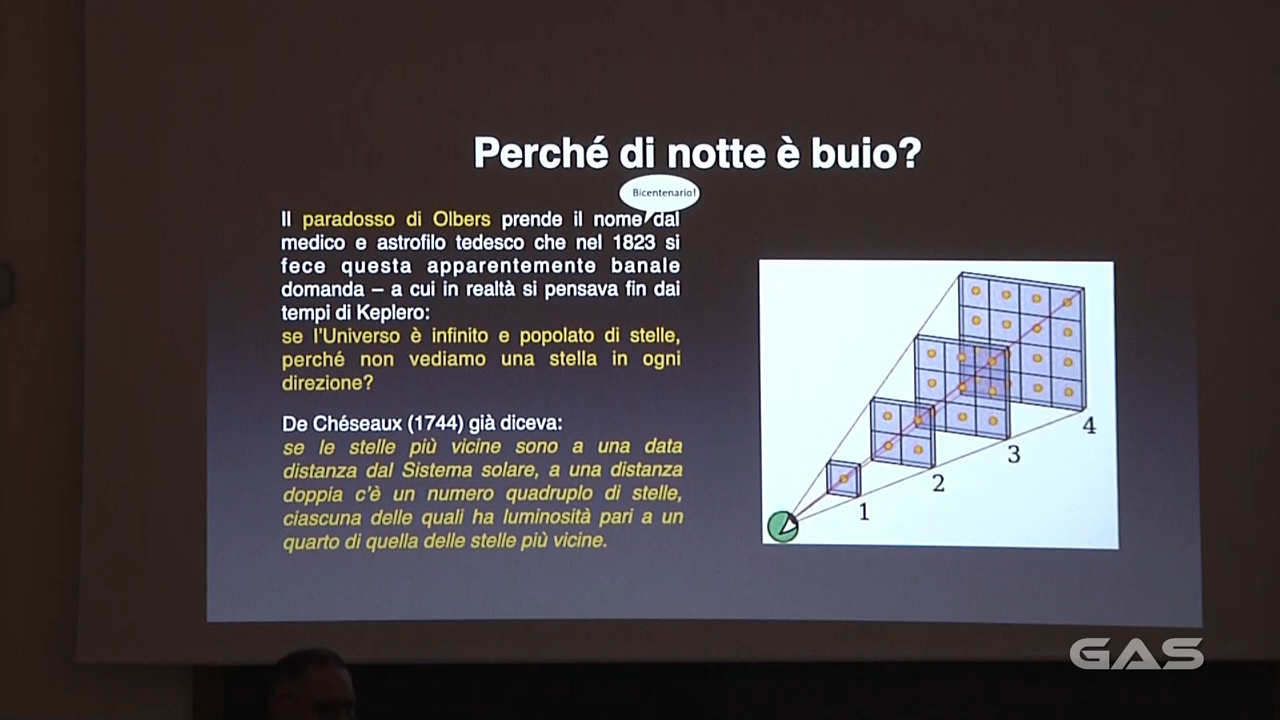 Perché di notte è buio?
Bicentenario!
Il paradosso di Olbers prende il nome dal
medico e astrofilo tedesco che nel 1823 si
fece questa apparentemente banale
domanda – a cui in realtà si pensava fin dai
tempi di Keplero:
se l'Universo è infinito e popolato di stelle,
perché non vediamo una stella in ogni
direzione?
De Chéseaux (1744) già diceva:
se le stelle più vicine sono a una data
distanza dal Sistema solare, a una distanza
doppia c'è un numero quadruplo di stelle,
ciascuna delle quali ha luminosità pari a un
quarto di quella delle stelle più vicine.
1
2
3
4
GAS